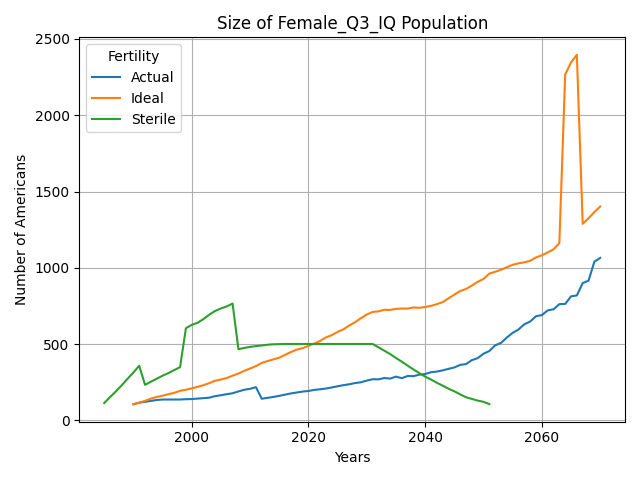 Size of Female_Q3_IQ Population
Fertility
Actual
Ideal
Sterile
2500
2000
1500
1000
500
0
Number of Americans
2000
2020
2040
2060
Years